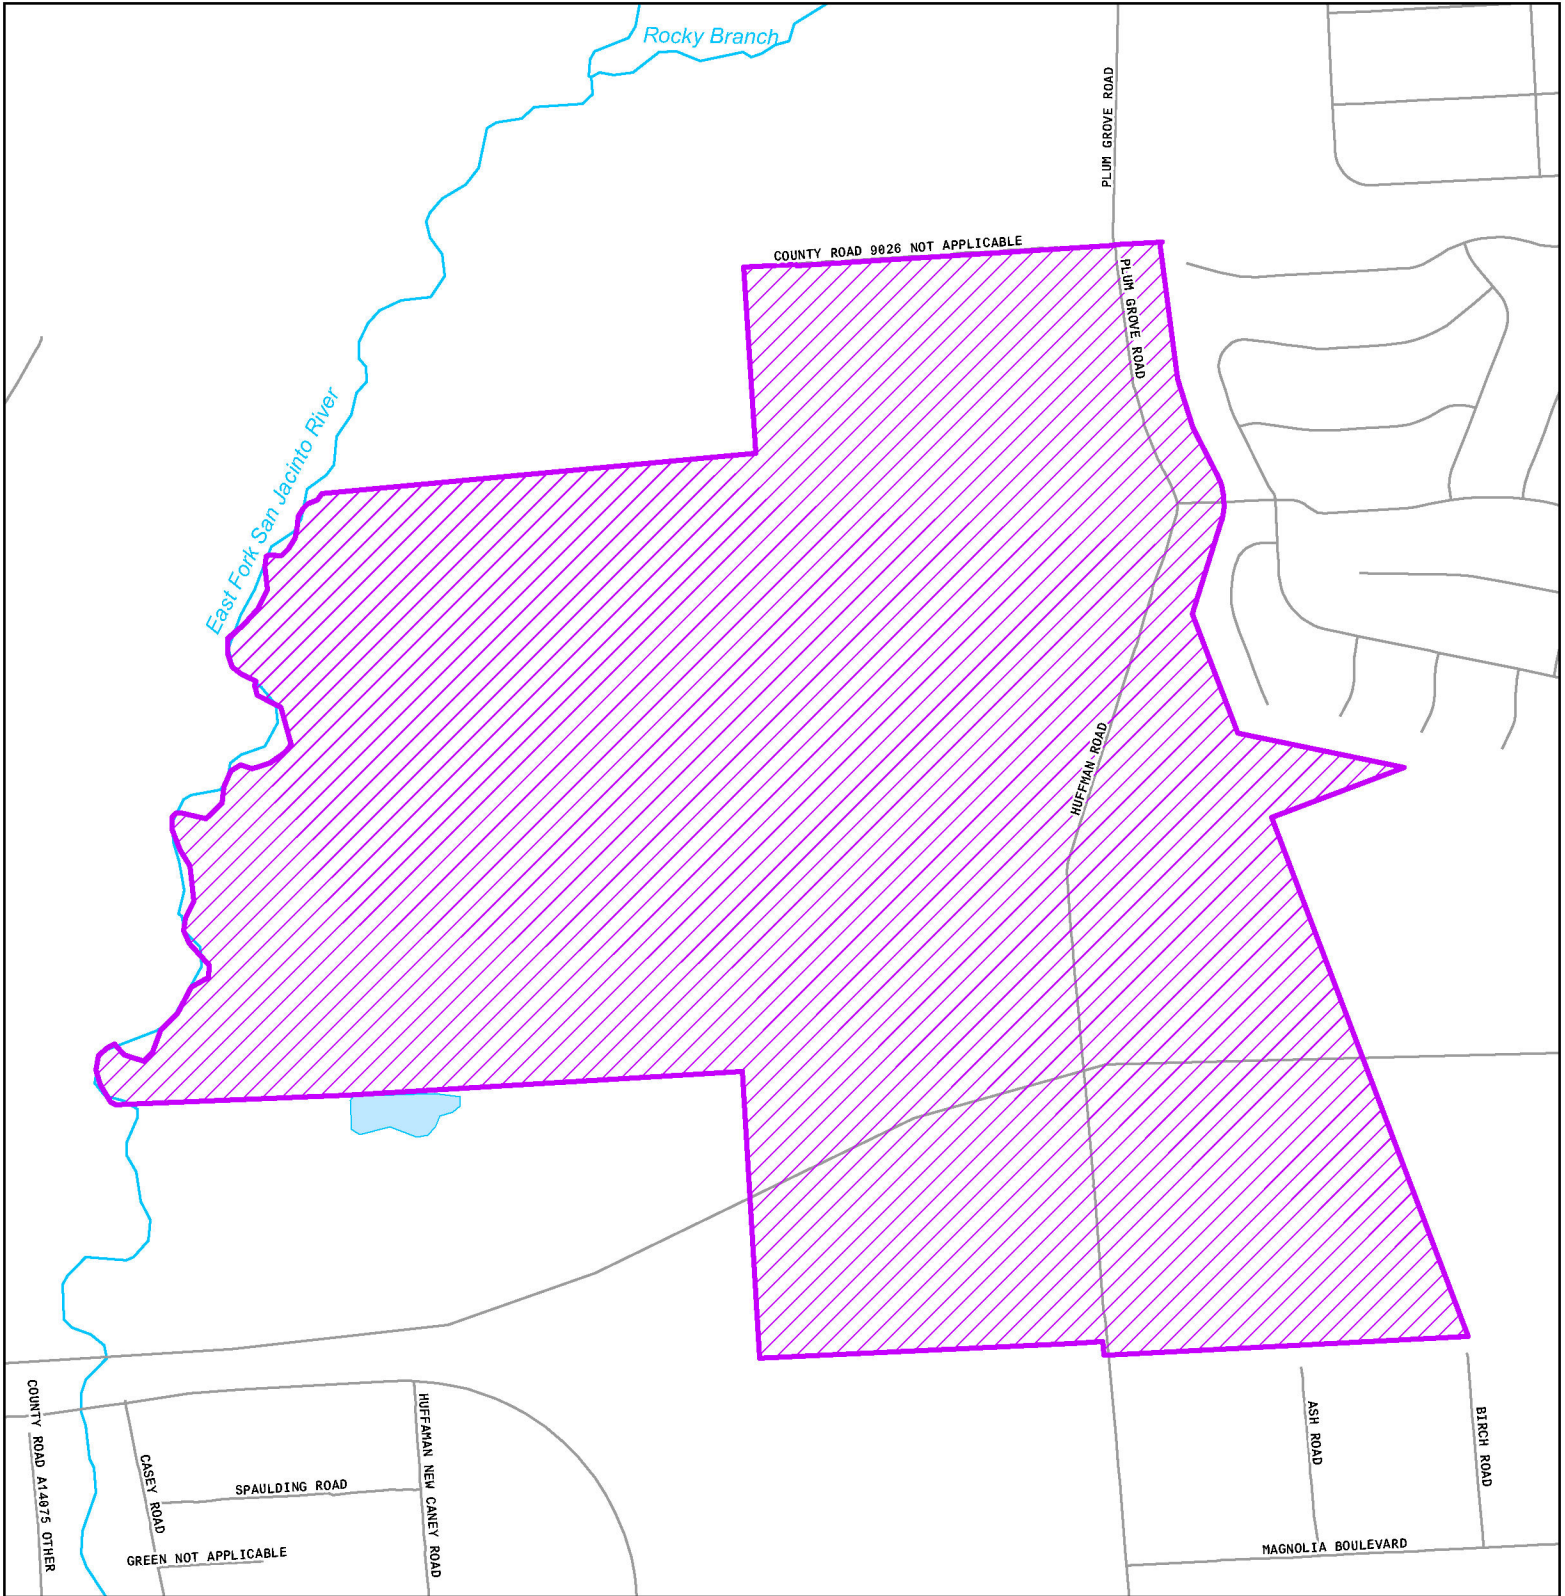 Rocky Branch
PLUM GROVE ROAD
COUNTY ROAD 9026 NOT APPLICABLE
PLUM GROVE ROAD
East Fork San Jacinto River
HUFFMAN ROAD
COUNTY ROAD A14075 OTHER
CASEY ROAD
SPAULDING ROAD
GREEN NOT APPLICABLE
HUFFAMAN NEW CANEY ROAD
ASH ROAD
BIRCH ROAD
MAGNOLIA BOULEVARD